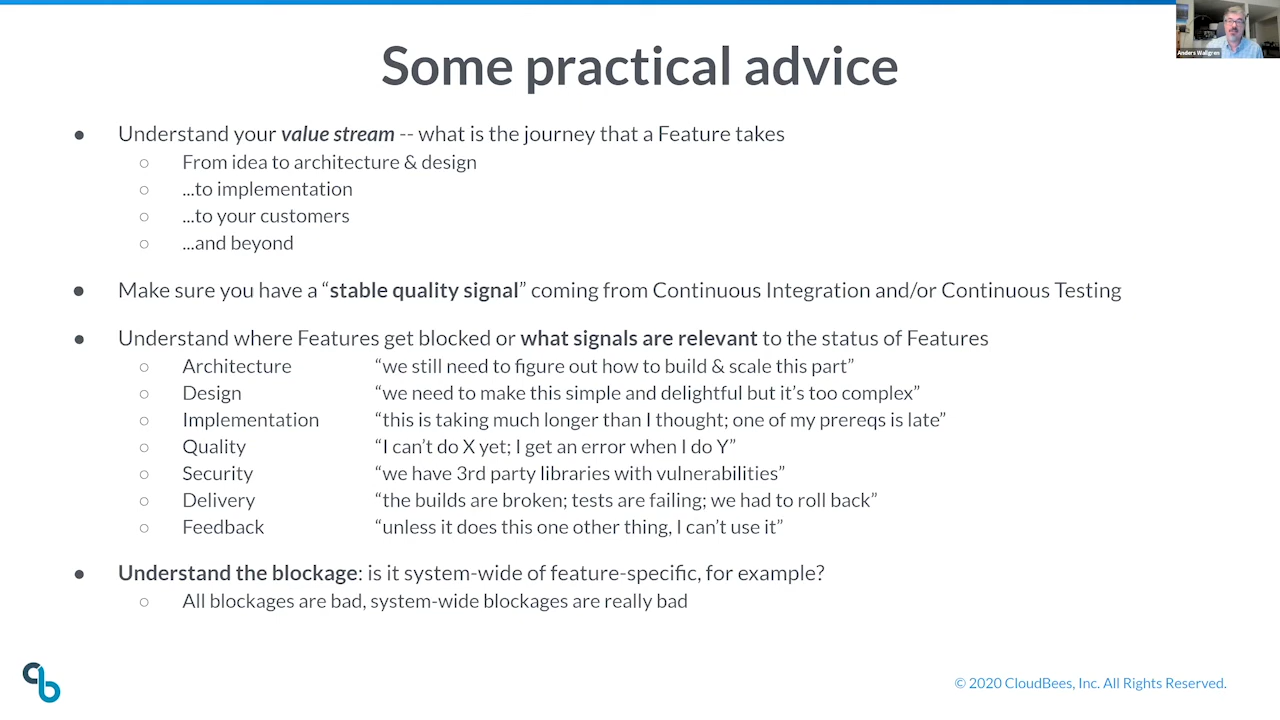 Anders Wallgren
Some practical advice
● Understand your value stream -- what is the journey that a Feature takes
○ From idea to architecture & design
○ ...to implementation
○ ...to your customers
○ ...and beyond
● Make sure you have a “stable quality signal” coming from Continuous Integration and/or Continuous Testing
● Understand where Features get blocked or what signals are relevant to the status of Features
○ Architecture “we still need to figure out how to build & scale this part”
○ Design “we need to make this simple and delightful but it’s too complex”
○ Implementation “this is taking much longer than I thought; one of my prereqs is late”
○ Quality “I can’t do X yet; I get an error when I do Y”
○ Security “we have 3rd party libraries with vulnerabilities”
○ Delivery “the builds are broken; tests are failing; we had to roll back”
○ Feedback “unless it does this one other thing, I can’t use it”
● Understand the blockage: is it system-wide of feature-specific, for example?
○ All blockages are bad, system-wide blockages are really bad
© 2020 CloudBees, Inc. All Rights Reserved.